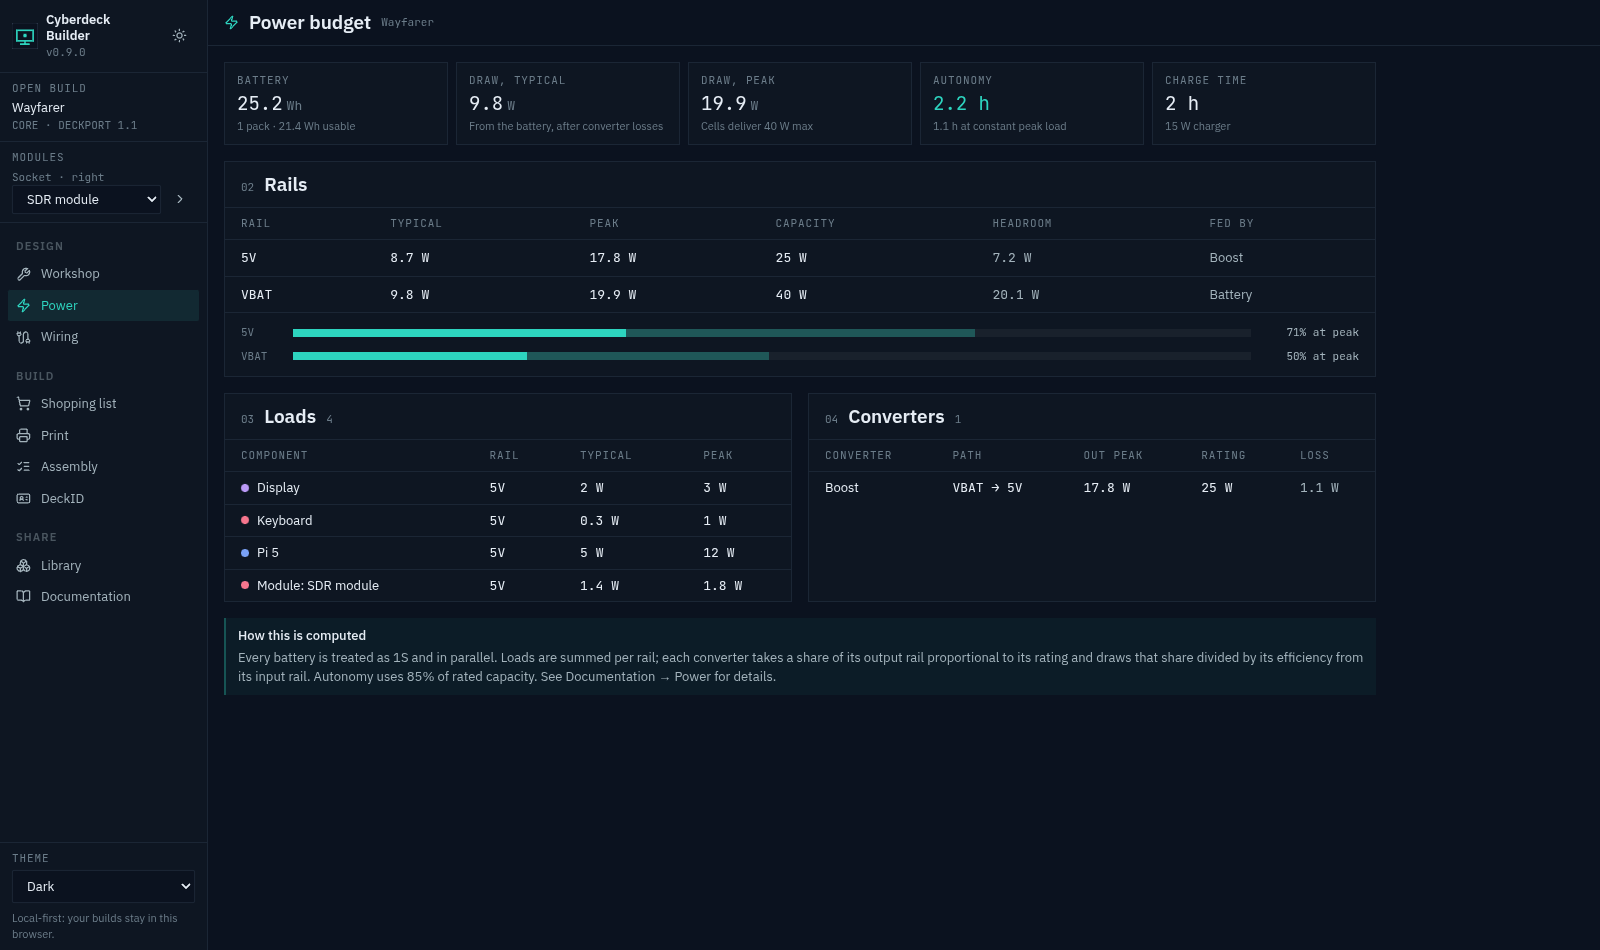 Cyberdeck
Builder
v0.9.0
OPEN BUILD
Wayfarer
CORE · DECKPORT 1.1
MODULES
Socket · right
SDR module
DESIGN
Workshop
Power
Wiring
BUILD
Shopping list
Print
Assembly
DeckID
SHARE
Library
Documentation
THEME
Dark
Local-first: your builds stay in this
browser.
Power budget Wayfarer
BATTERY
25.2 Wh
1 pack · 21.4 Wh usable
DRAW, TYPICAL
9.8 W
From the battery, after converter losses
DRAW, PEAK
19.9 W
Cells deliver 40 W max
AUTONOMY
2.2 h
1.1 h at constant peak load
CHARGE TIME
2 h
15 W charger
02 Rails
RAIL TYPICAL PEAK CAPACITY HEADROOM FED BY
5V 8.7 W 17.8 W 25 W 7.2 W Boost
VBAT 9.8 W 19.9 W 40 W 20.1 W Battery
5V 71% at peak
VBAT 50% at peak
03 Loads 4
COMPONENT RAIL TYPICAL PEAK
Display 5V 2 W 3 W
Keyboard 5V 0.3 W 1 W
Pi 5 5V 5 W 12 W
Module: SDR module 5V 1.4 W 1.8 W
04 Converters 1
CONVERTER PATH OUT PEAK RATING LOSS
Boost VBAT → 5V 17.8 W 25 W 1.1 W
How this is computed
Every battery is treated as 1S and in parallel. Loads are summed per rail; each converter takes a share of its output rail proportional to its rating and draws that share divided by its efficiency from
its input rail. Autonomy uses 85% of rated capacity. See Documentation → Power for details.